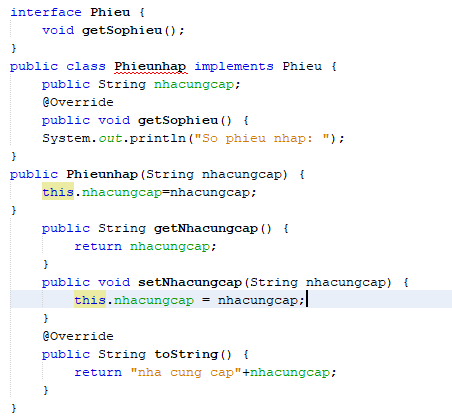 interface Phieu {
    void getSophieu();
}
public class Phieunhap implements Phieu {
    public String nhacungcap;
    @Override
    public void getSophieu() {
    System.out.println("So phieu nhap: ");
}
public Phieunhap(String nhacungcap) {
    this.nhacungcap=nhacungcap;
}
    public String getNhacungcap() {
        return nhacungcap;
    }
    public void setNhacungcap(String nhacungcap) {
        this.nhacungcap = nhacungcap;
    }
    @Override
    public String toString() {
        return "nha cung cap"+nhacungcap;
    }
}